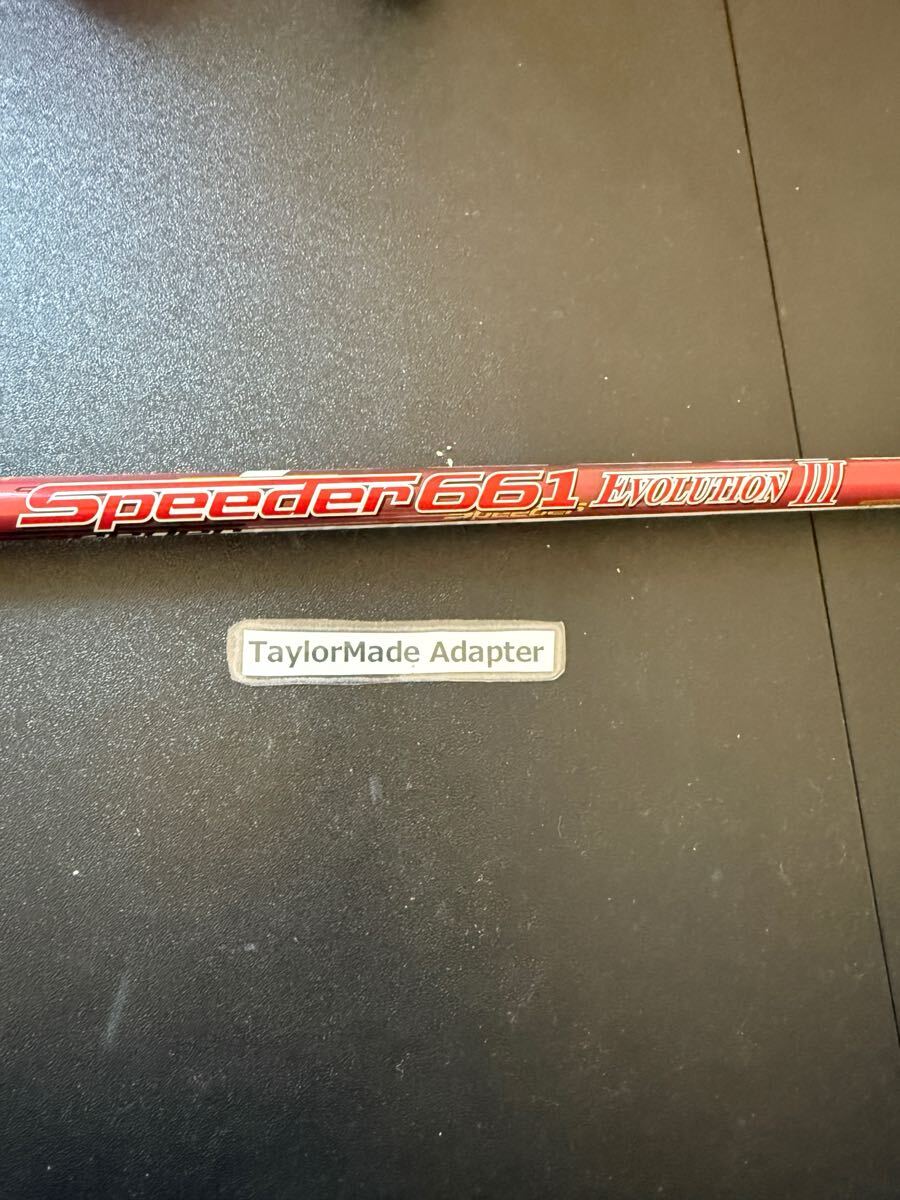 Speeder 661 EVOLUTION III
TaylorMade Adapter